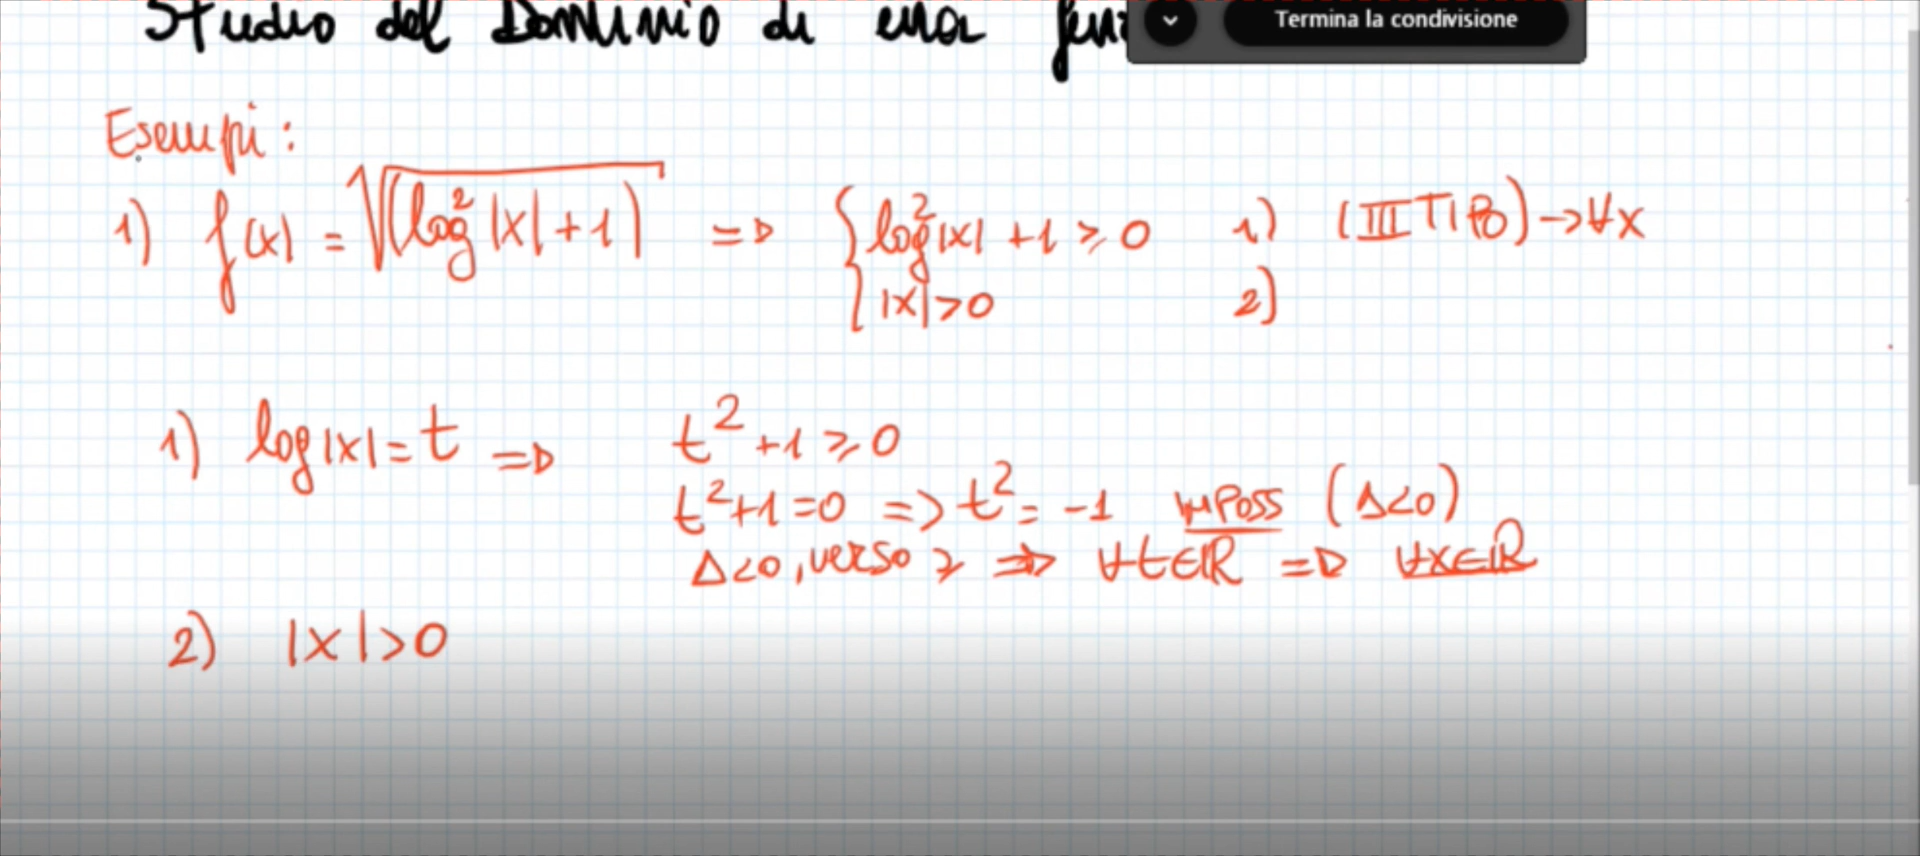 Studio del Dominio di una
Termina la condivisione
Esempi:
1) f(x) = √(log²|x|+1) => { log²|x| +1 ≥ 0 1) (III TIPO) → ∀x
|x|>0 2)
1) log|x| = t => t² +1 ≥ 0
t²+1=0 => t² = -1 IMPOSS (Δ<0)
Δ<0, verso ≥ => ∀t∈ℝ => ∀x∈ℝ
2) |x|>0